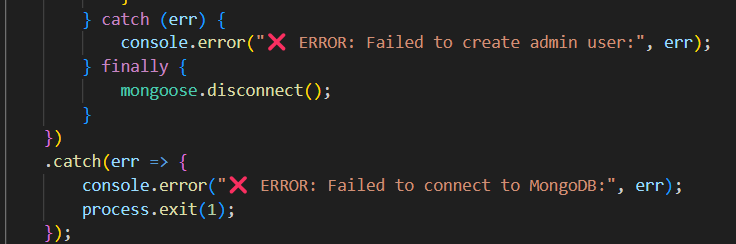 } catch (err) {
console.error("❌ ERROR: Failed to create admin user:", err);
} finally {
mongoose.disconnect();
}
})
.catch(err => {
console.error("❌ ERROR: Failed to connect to MongoDB:", err);
process.exit(1);
});